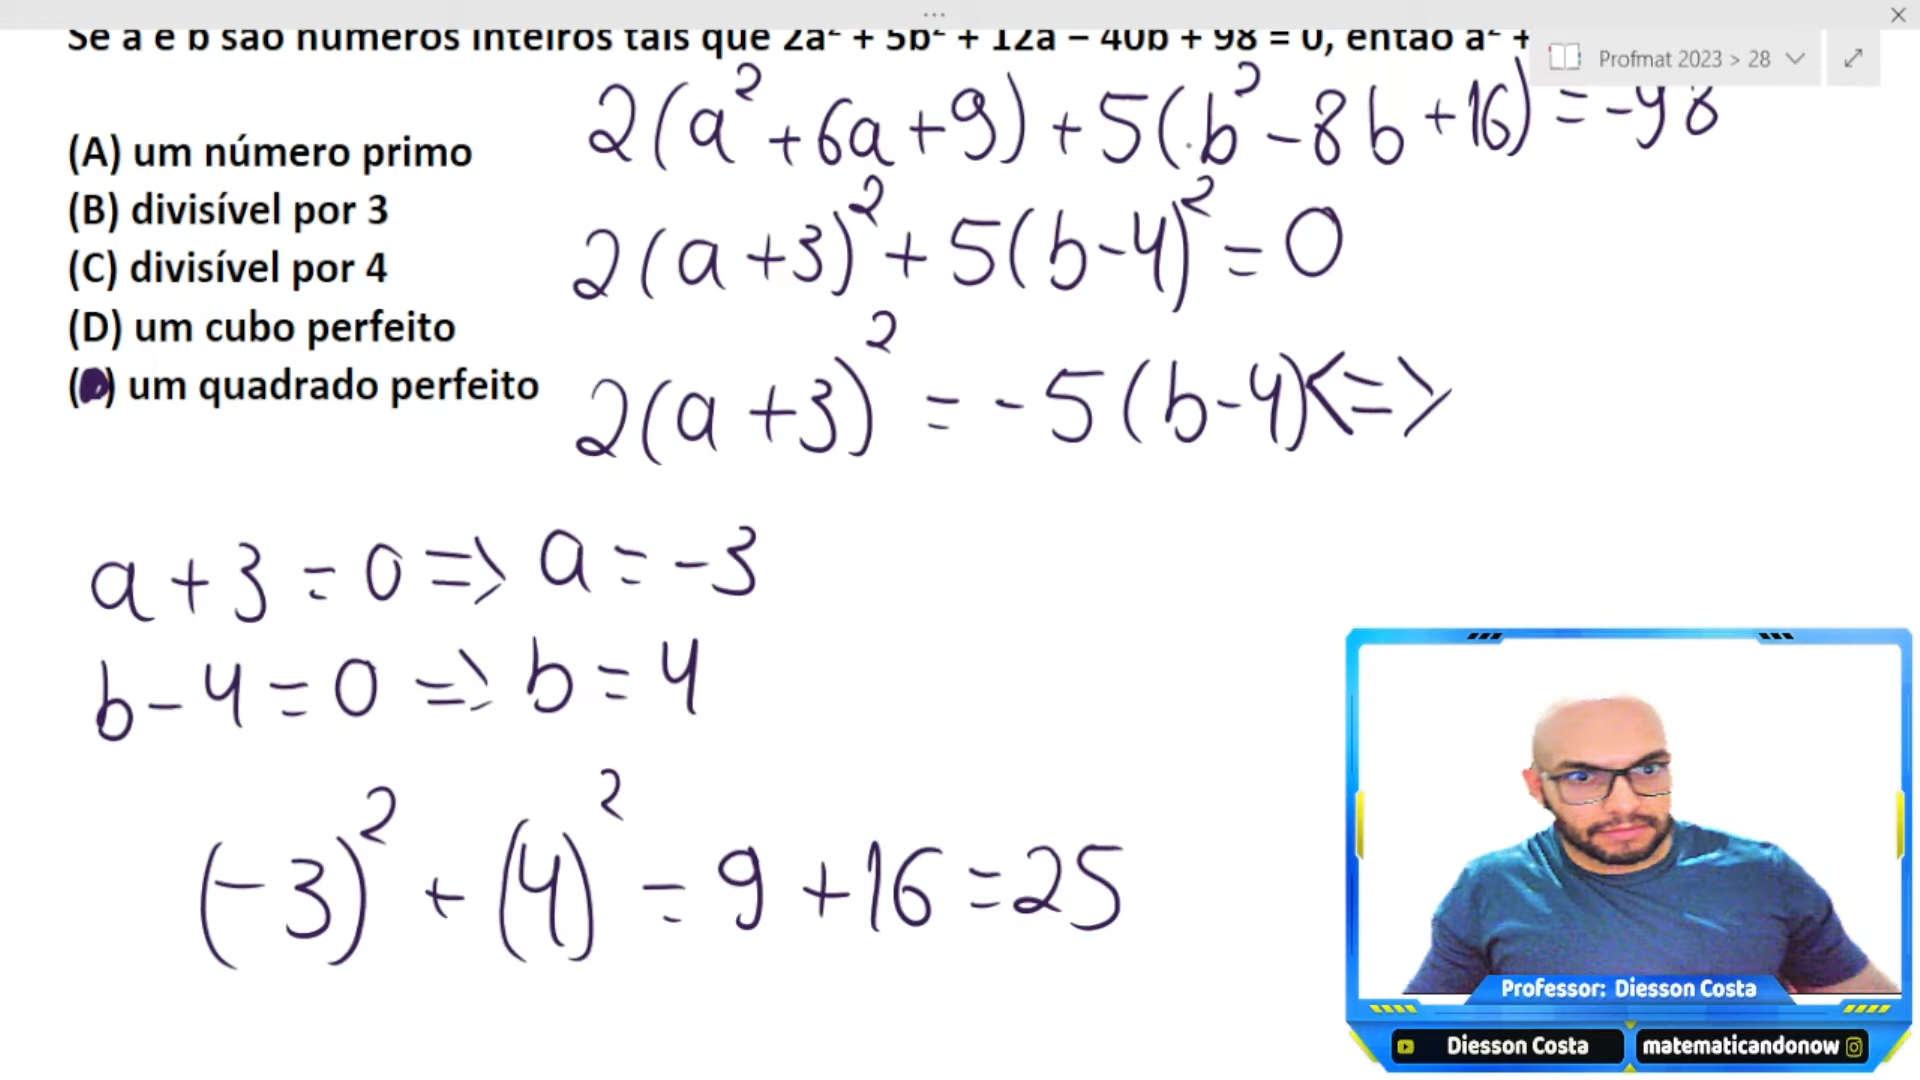 Se a e b são números inteiros tais que 2a² + 5b² + 12a – 40b + 98 = 0, então a² +
Profmat 2023 > 28
2(a² + 6a + 9) + 5(b² - 8b + 16) = -98
(A) um número primo
(B) divisível por 3
(C) divisível por 4
(D) um cubo perfeito
( ) um quadrado perfeito
2(a + 3)² + 5(b - 4)² = 0
2(a + 3)² = - 5(b - 4) <=>
a + 3 = 0 => a = - 3
b - 4 = 0 => b = 4
(-3)² + (4)² = 9 + 16 = 25
Professor: Diesson Costa
Diesson Costa
matematicandonow